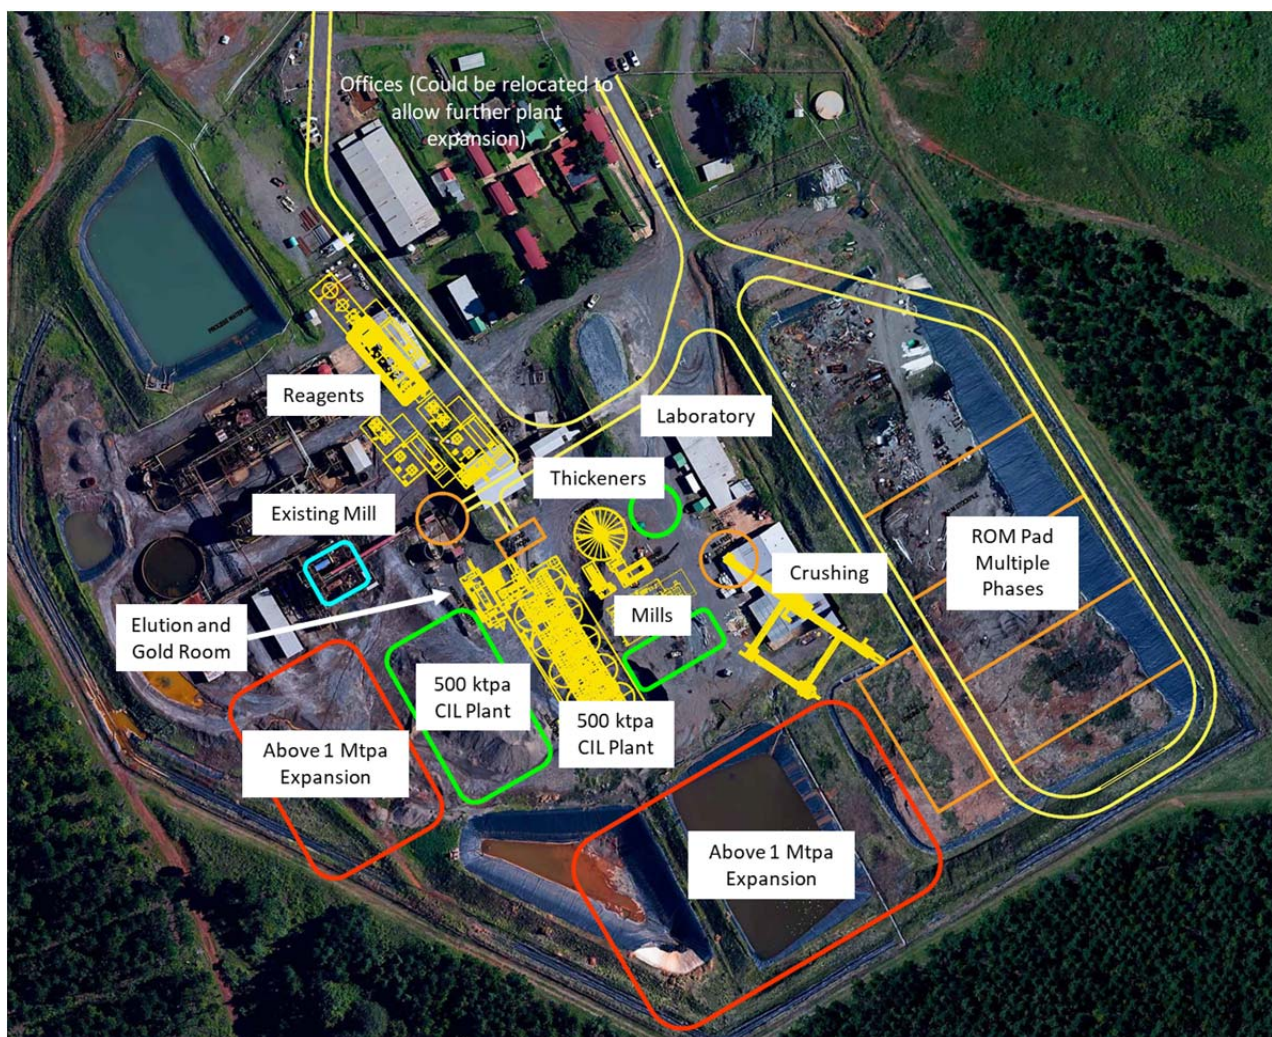 Offices (Could be relocated to
allow further plant
expansion)
Reagents
Laboratory
Thickeners
Existing Mill
ROM Pad
Multiple
Phases
Crushing
Elution and
Gold Room
Mills
500 ktpa
CIL Plant
500 ktpa
CIL Plant
Above 1 Mtpa
Expansion
Above 1 Mtpa
Expansion